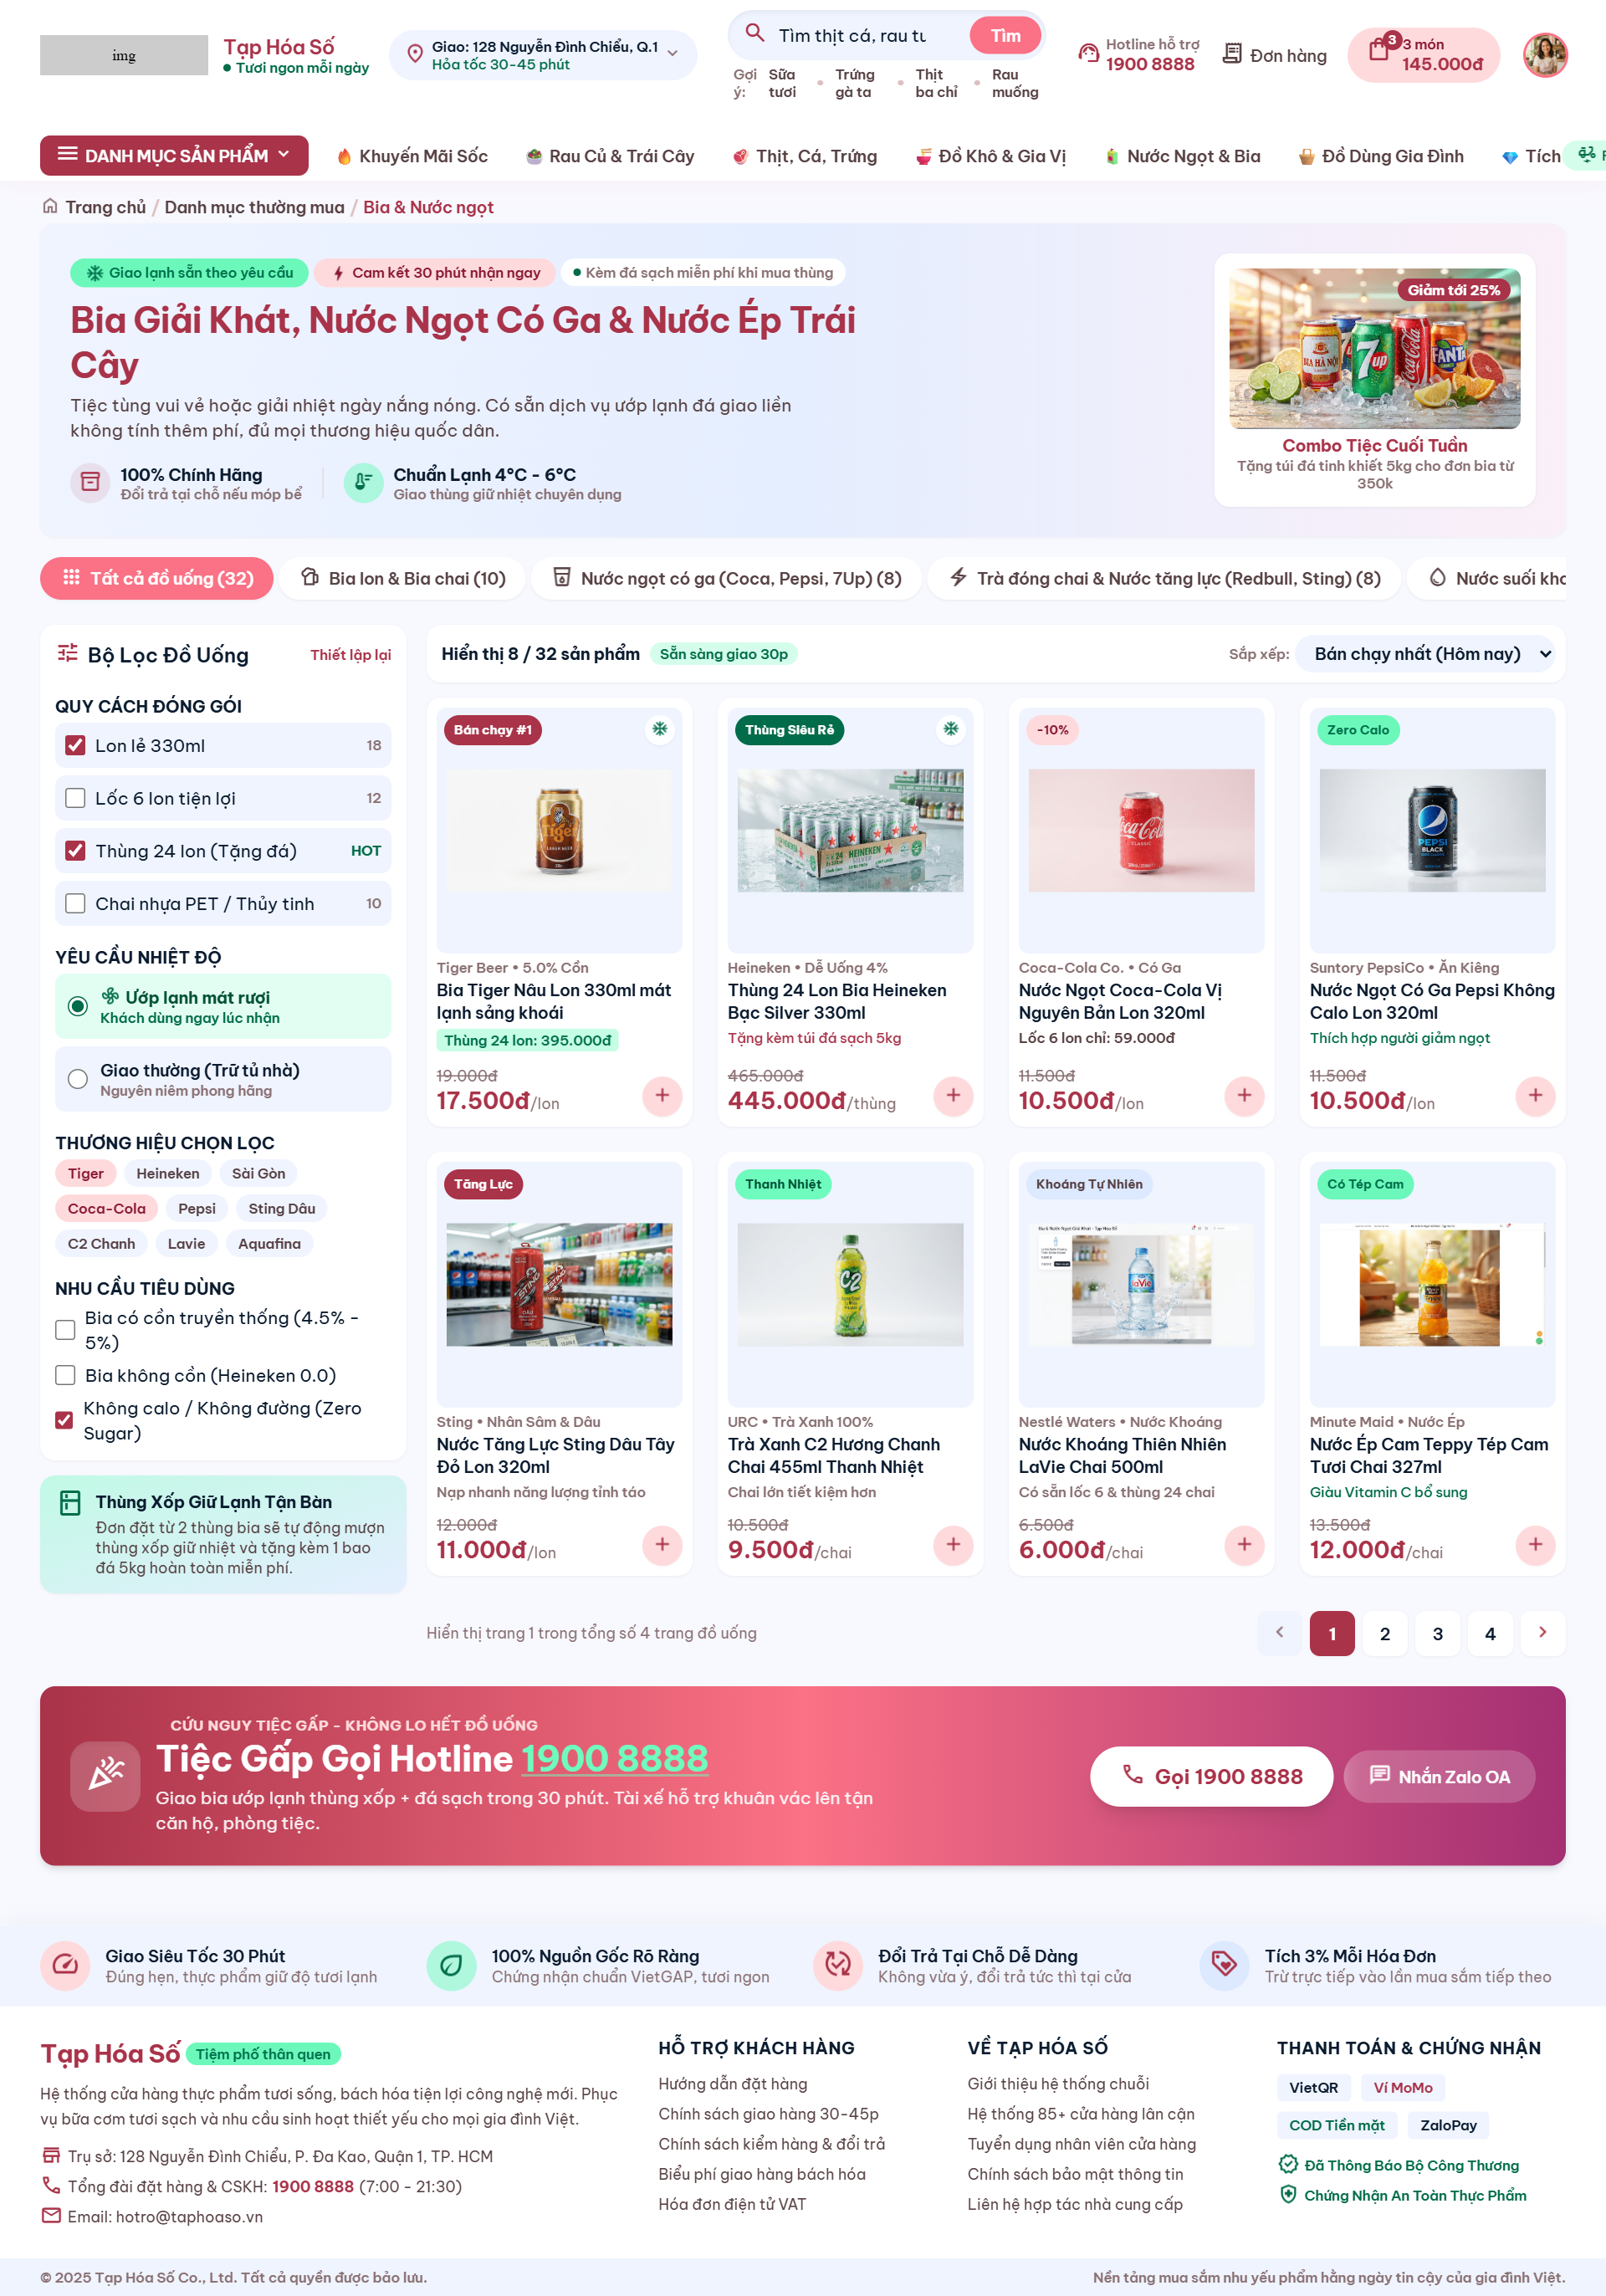 img
Tạp Hóa Số
Tươi ngon mỗi ngày
Giao: 128 Nguyễn Đình Chiểu, Q.1
Hỏa tốc 30-45 phút
Tìm thịt cá, rau tư
Tìm
Gợi ý: Sữa tươi • Trứng gà ta • Thịt ba chỉ • Rau muống
Hotline hỗ trợ
1900 8888
Đơn hàng
3
3 món
145.000đ
DANH MỤC SẢN PHẨM
Khuyến Mãi Sốc
Rau Củ & Trái Cây
Thịt, Cá, Trứng
Đồ Khô & Gia Vị
Nước Ngọt & Bia
Đồ Dùng Gia Đình
Tích
Trang chủ / Danh mục thường mua / Bia & Nước ngọt
Giao lạnh sẵn theo yêu cầu
Cam kết 30 phút nhận ngay
Kèm đá sạch miễn phí khi mua thùng
Bia Giải Khát, Nước Ngọt Có Ga & Nước Ép Trái
Cây
Tiệc tùng vui vẻ hoặc giải nhiệt ngày nắng nóng. Có sẵn dịch vụ ướp lạnh đá giao liền
không tính thêm phí, đủ mọi thương hiệu quốc dân.
100% Chính Hãng
Đổi trả tại chỗ nếu móp bể
Chuẩn Lạnh 4°C - 6°C
Giao thùng giữ nhiệt chuyên dụng
Giảm tới 25%
BIA HÀ NỘI
7up
Coca-Cola
FANTA
Combo Tiệc Cuối Tuần
Tặng túi đá tinh khiết 5kg cho đơn bia từ
350k
Tất cả đồ uống (32)
Bia lon & Bia chai (10)
Nước ngọt có ga (Coca, Pepsi, 7Up) (8)
Trà đóng chai & Nước tăng lực (Redbull, Sting) (8)
Nước suối kho
Bộ Lọc Đồ Uống
Thiết lập lại
QUY CÁCH ĐÓNG GÓI
Lon lẻ 330ml 18
Lốc 6 lon tiện lợi 12
Thùng 24 lon (Tặng đá) HOT
Chai nhựa PET / Thủy tinh 10
YÊU CẦU NHIỆT ĐỘ
Ướp lạnh mát rượi
Khách dùng ngay lúc nhận
Giao thường (Trữ tủ nhà)
Nguyên niêm phong hãng
THƯƠNG HIỆU CHỌN LỌC
Tiger Heineken Sài Gòn
Coca-Cola Pepsi Sting Dâu
C2 Chanh Lavie Aquafina
NHU CẦU TIÊU DÙNG
Bia có cồn truyền thống (4.5% -
5%)
Bia không cồn (Heineken 0.0)
Không calo / Không đường (Zero
Sugar)
Thùng Xốp Giữ Lạnh Tận Bàn
Đơn đặt từ 2 thùng bia sẽ tự động mượn
thùng xốp giữ nhiệt và tặng kèm 1 bao
đá 5kg hoàn toàn miễn phí.
Hiển thị 8 / 32 sản phẩm
Sẵn sàng giao 30p
Sắp xếp:
Bán chạy nhất (Hôm nay)
Bán chạy #1
Tiger
Tiger Beer • 5.0% Cồn
Bia Tiger Nâu Lon 330ml mát
lạnh sảng khoái
Thùng 24 lon: 395.000đ
19.000đ
17.500đ/lon
Thùng Siêu Rẻ
HEINEKEN
Heineken • Dễ Uống 4%
Thùng 24 Lon Bia Heineken
Bạc Silver 330ml
Tặng kèm túi đá sạch 5kg
465.000đ
445.000đ/thùng
-10%
Coca-Cola
CLASSIC
Coca-Cola Co. • Có Ga
Nước Ngọt Coca-Cola Vị
Nguyên Bản Lon 320ml
Lốc 6 lon chỉ: 59.000đ
11.500đ
10.500đ/lon
Zero Calo
PEPSI
BLACK
Suntory PepsiCo • Ăn Kiêng
Nước Ngọt Có Ga Pepsi Không
Calo Lon 320ml
Thích hợp người giảm ngọt
11.500đ
10.500đ/lon
Tăng Lực
STING
Sting • Nhân Sâm & Dâu
Nước Tăng Lực Sting Dâu Tây
Đỏ Lon 320ml
Nạp nhanh năng lượng tỉnh táo
12.000đ
11.000đ/lon
Thanh Nhiệt
C2
URC • Trà Xanh 100%
Trà Xanh C2 Hương Chanh
Chai 455ml Thanh Nhiệt
Chai lớn tiết kiệm hơn
10.500đ
9.500đ/chai
Khoáng Tự Nhiên
LaVie
Nestlé Waters • Nước Khoáng
Nước Khoáng Thiên Nhiên
LaVie Chai 500ml
Có sẵn lốc 6 & thùng 24 chai
6.500đ
6.000đ/chai
Có Tép Cam
Minute Maid • Nước Ép
Nước Ép Cam Teppy Tép Cam
Tươi Chai 327ml
Giàu Vitamin C bổ sung
13.500đ
12.000đ/chai
Hiển thị trang 1 trong tổng số 4 trang đồ uống
1 2 3 4
CỨU NGUY TIỆC GẤP - KHÔNG LO HẾT ĐỒ UỐNG
Tiệc Gấp Gọi Hotline 1900 8888
Giao bia ướp lạnh thùng xốp + đá sạch trong 30 phút. Tài xế hỗ trợ khuân vác lên tận
căn hộ, phòng tiệc.
Gọi 1900 8888
Nhắn Zalo OA
Giao Siêu Tốc 30 Phút
Đúng hẹn, thực phẩm giữ độ tươi lạnh
100% Nguồn Gốc Rõ Ràng
Chứng nhận chuẩn VietGAP, tươi ngon
Đổi Trả Tại Chỗ Dễ Dàng
Không vừa ý, đổi trả tức thì tại cửa
Tích 3% Mỗi Hóa Đơn
Trừ trực tiếp vào lần mua sắm tiếp theo
Tạp Hóa Số
Tiệm phố thân quen
Hệ thống cửa hàng thực phẩm tươi sống, bách hóa tiện lợi công nghệ mới. Phục
vụ bữa cơm tươi sạch và nhu cầu sinh hoạt thiết yếu cho mọi gia đình Việt.
Trụ sở: 128 Nguyễn Đình Chiểu, P. Đa Kao, Quận 1, TP. HCM
Tổng đài đặt hàng & CSKH: 1900 8888 (7:00 - 21:30)
Email: hotro@taphoaso.vn
HỖ TRỢ KHÁCH HÀNG
Hướng dẫn đặt hàng
Chính sách giao hàng 30-45p
Chính sách kiểm hàng & đổi trả
Biểu phí giao hàng bách hóa
Hóa đơn điện tử VAT
VỀ TẠP HÓA SỐ
Giới thiệu hệ thống chuỗi
Hệ thống 85+ cửa hàng lân cận
Tuyển dụng nhân viên cửa hàng
Chính sách bảo mật thông tin
Liên hệ hợp tác nhà cung cấp
THANH TOÁN & CHỨNG NHẬN
VietQR Ví MoMo
COD Tiền mặt ZaloPay
Đã Thông Báo Bộ Công Thương
Chứng Nhận An Toàn Thực Phẩm
© 2025 Tạp Hóa Số Co., Ltd. Tất cả quyền được bảo lưu.
Nền tảng mua sắm nhu yếu phẩm hằng ngày tin cậy của gia đình Việt.